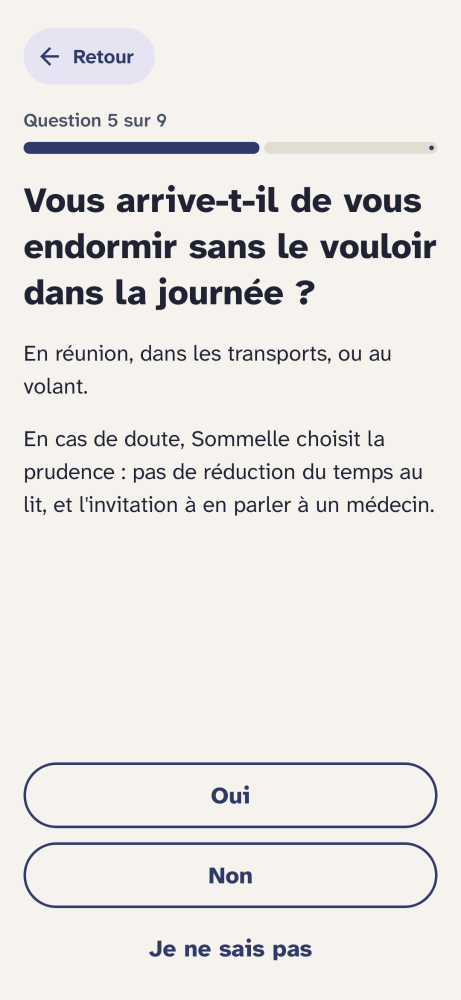 Retour
Question 5 sur 9
Vous arrive-t-il de vous
endormir sans le vouloir
dans la journée ?
En réunion, dans les transports, ou au
volant.
En cas de doute, Sommelle choisit la
prudence : pas de réduction du temps au
lit, et l'invitation à en parler à un médecin.
Oui
Non
Je ne sais pas